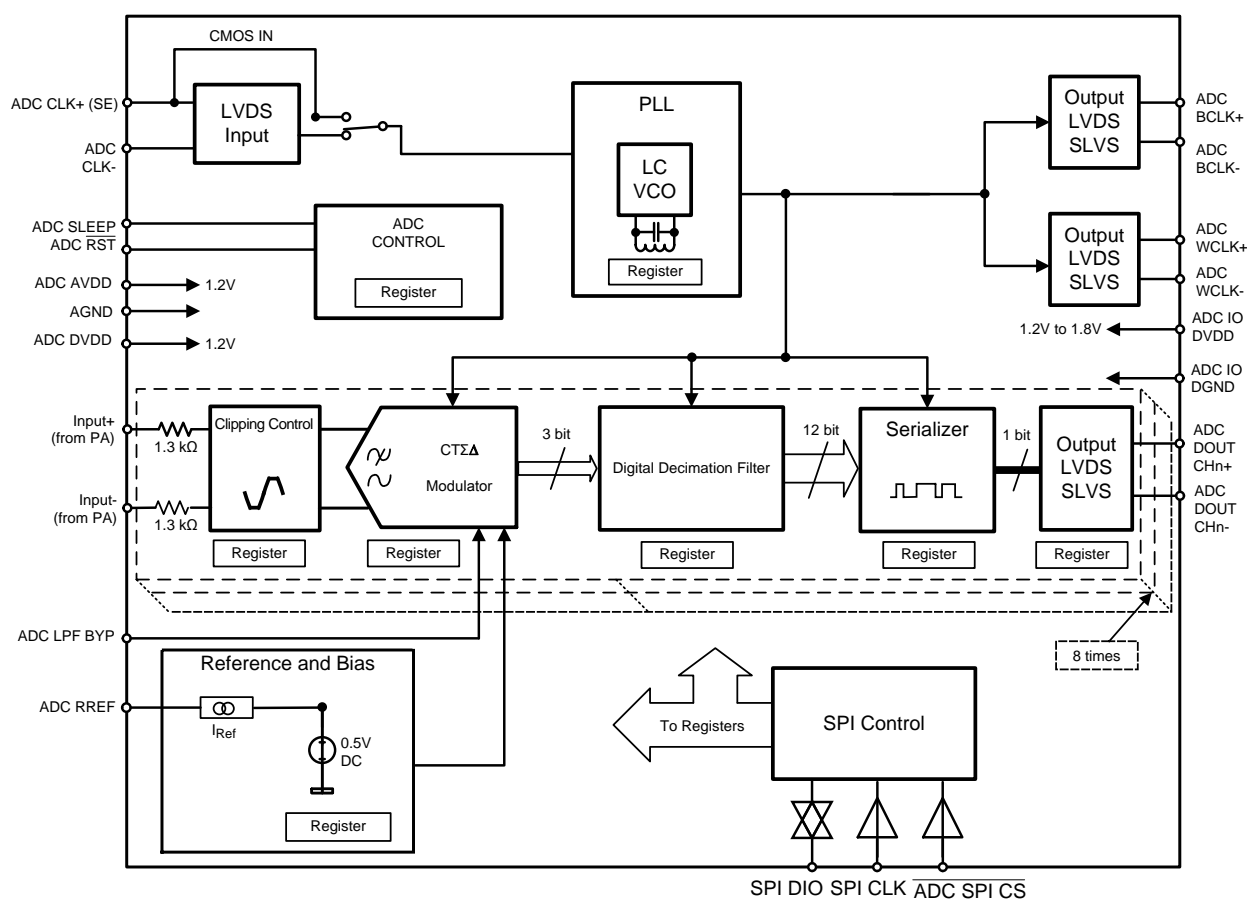 CMOS IN
ADC CLK+ (SE)
LVDS
Input
ADC
CLK-
PLL
LC
VCO
Register
Output
LVDS
SLVS
ADC
BCLK+
ADC
BCLK-
ADC SLEEP
ADC RST
ADC
CONTROL
Register
Output
LVDS
SLVS
ADC
WCLK+
ADC
WCLK-
ADC AVDD
1.2V
AGND
ADC DVDD
1.2V
1.2V to 1.8V
ADC IO
DVDD
ADC IO
DGND
Input+
(from PA)
1.3 kΩ
Input-
(from PA)
1.3 kΩ
Clipping Control
Register
CTΣΔ
Modulator
Register
3 bit
Digital Decimation Filter
Register
12 bit
Serializer
Register
1 bit
Output
LVDS
SLVS
Register
ADC
DOUT
CHn+
ADC
DOUT
CHn-
8 times
ADC LPF BYP
Reference and Bias
ADC RREF
IRef
0.5V
DC
Register
To Registers
SPI Control
SPI DIO SPI CLK ADC SPI CS